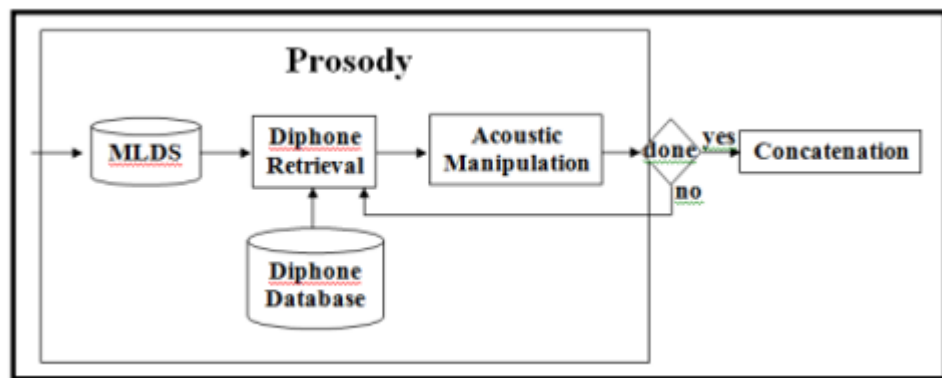 Prosody
MLDS
Diphone
Retrieval
Acoustic
Manipulation
done
yes
no
Concatenation
Diphone
Database